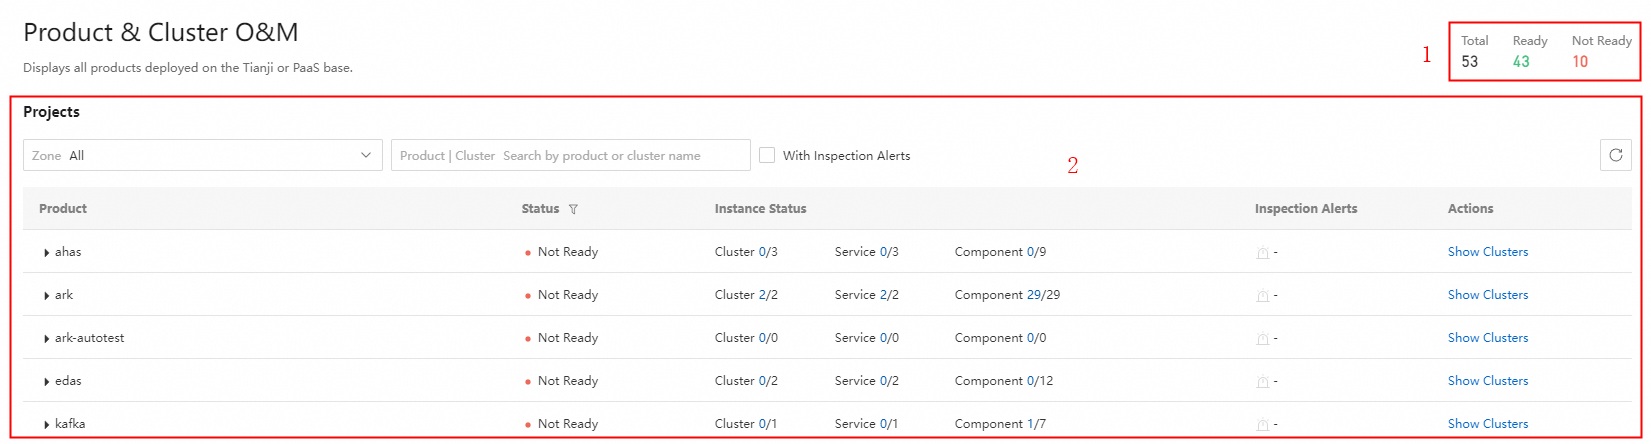 Product & Cluster O&M
Displays all products deployed on the Tianji or PaaS base.
1
Total Ready Not Ready
53 43 10
Projects
Zone All Product | Cluster Search by product or cluster name With Inspection Alerts
2
Product Status Instance Status Inspection Alerts Actions
ahas Not Ready Cluster 0/3 Service 0/3 Component 0/9 - Show Clusters
ark Not Ready Cluster 2/2 Service 2/2 Component 29/29 - Show Clusters
ark-autotest Not Ready Cluster 0/0 Service 0/0 Component 0/0 - Show Clusters
edas Not Ready Cluster 0/2 Service 0/2 Component 0/12 - Show Clusters
kafka Not Ready Cluster 0/1 Service 0/1 Component 1/7 - Show Clusters